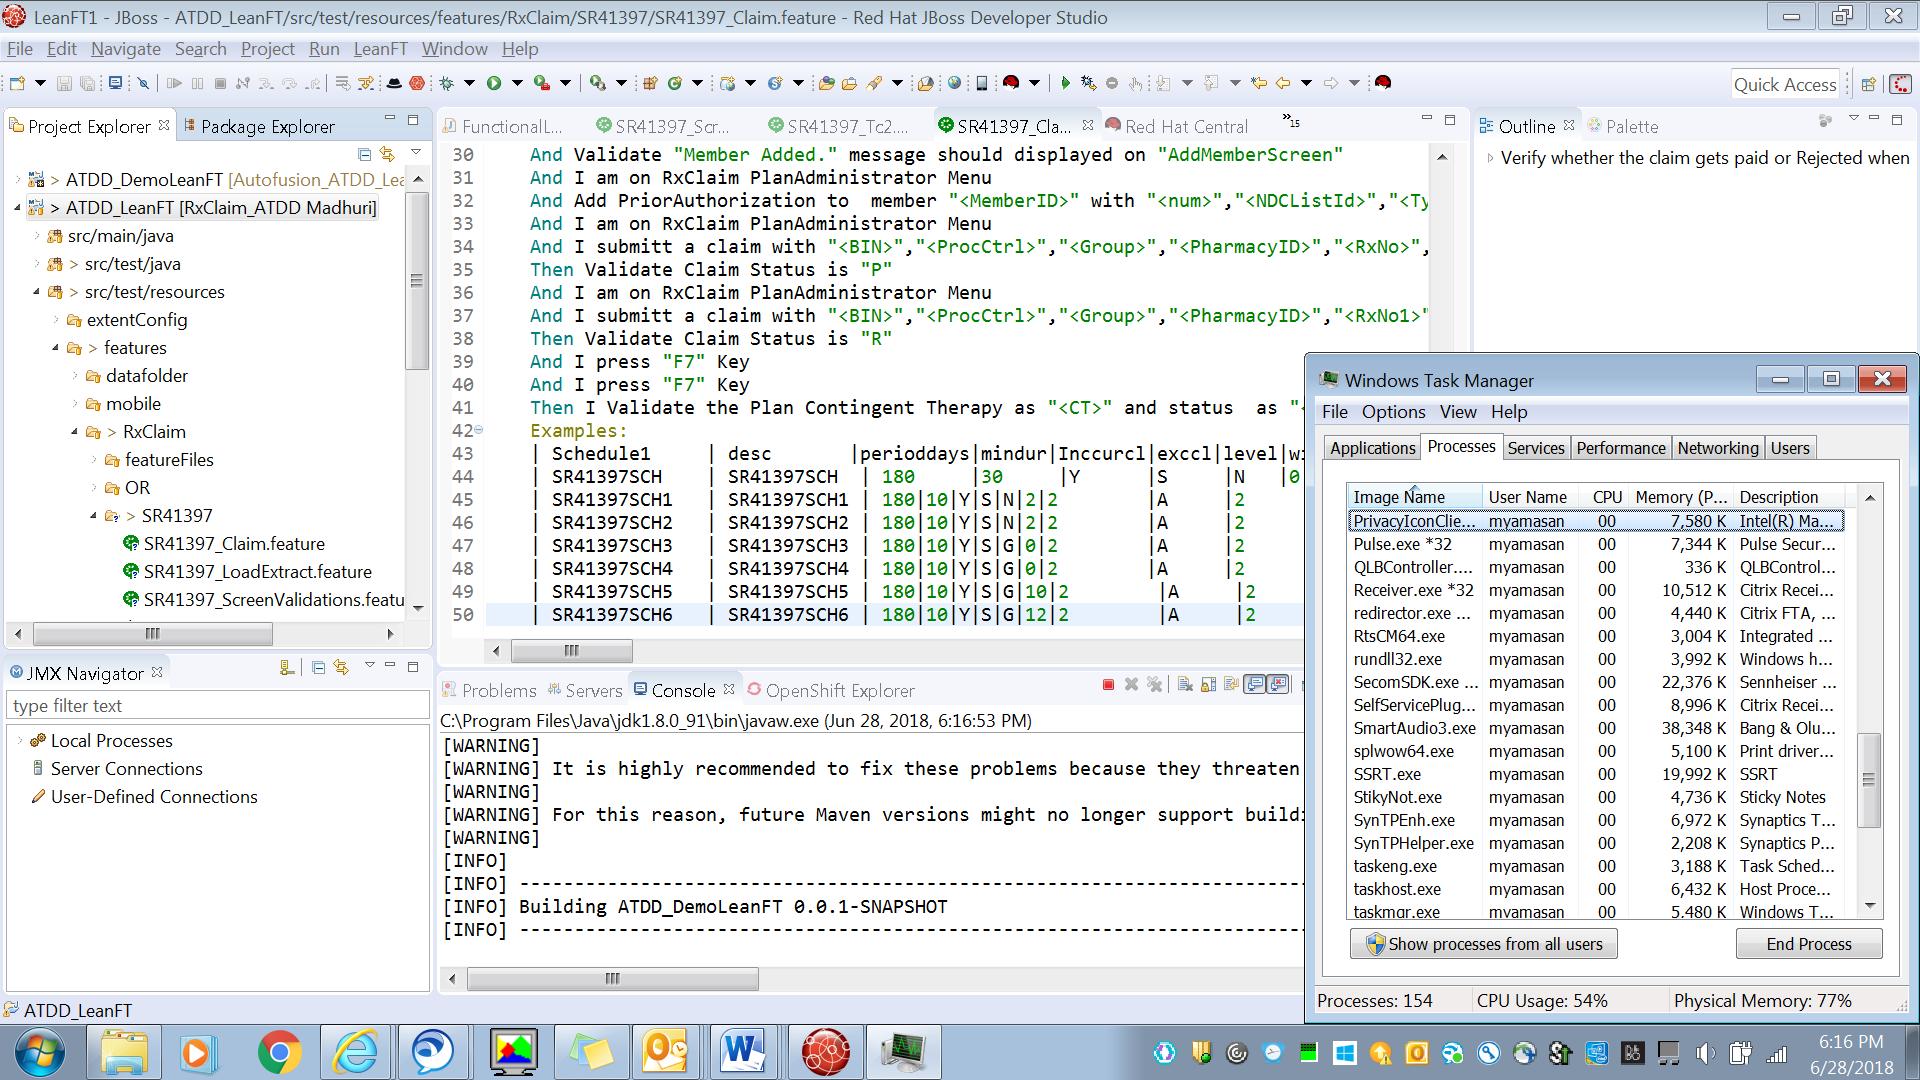 LeanFT1 - JBoss - ATDD_LeanFT/src/test/resources/features/RxClaim/SR41397/SR41397_Claim.feature - Red Hat JBoss Developer Studio
File Edit Navigate Search Project Run LeanFT Window Help
Quick Access
Project Explorer
Package Explorer
> ATDD_DemoLeanFT [Autofusion_ATDD_Lea
> ATDD_LeanFT [RxClaim_ATDD Madhuri]
src/main/java
> src/test/java
> src/test/resources
extentConfig
> features
datafolder
mobile
> RxClaim
featureFiles
OR
> SR41397
SR41397_Claim.feature
SR41397_LoadExtract.feature
SR41397_ScreenValidations.featu
FunctionalL... SR41397_Scr... SR41397_Tc2.... SR41397_Cla... Red Hat Central »15
30 And Validate "Member Added." message should displayed on "AddMemberScreen"
31 And I am on RxClaim PlanAdministrator Menu
32 And Add PriorAuthorization to  member "<MemberID>" with "<num>","<NDCListId>","<Ty
33 And I am on RxClaim PlanAdministrator Menu
34 And I submitt a claim with "<BIN>","<ProcCtrl>","<Group>","<PharmacyID>","<RxNo>",
35 Then Validate Claim Status is "P"
36 And I am on RxClaim PlanAdministrator Menu
37 And I submitt a claim with "<BIN>","<ProcCtrl>","<Group>","<PharmacyID>","<RxNo1>"
38 Then Validate Claim Status is "R"
39 And I press "F7" Key
40 And I press "F7" Key
41 Then I Validate the Plan Contingent Therapy as "<CT>" and status  as "<
42 Examples:
43 | Schedule1 | desc |perioddays|mindur|Inccurcl|exccl|level|wi
44 | SR41397SCH | SR41397SCH | 180 |30 |Y |S |N |0
45 | SR41397SCH1 | SR41397SCH1 | 180|10|Y|S|N|2|2 |A |2
46 | SR41397SCH2 | SR41397SCH2 | 180|10|Y|S|N|2|2 |A |2
47 | SR41397SCH3 | SR41397SCH3 | 180|10|Y|S|G|0|2 |A |2
48 | SR41397SCH4 | SR41397SCH4 | 180|10|Y|S|G|0|2 |A |2
49 | SR41397SCH5 | SR41397SCH5 | 180|10|Y|S|G|10|2 |A |2
50 | SR41397SCH6 | SR41397SCH6 | 180|10|Y|S|G|12|2 |A |2
Outline Palette
Verify whether the claim gets paid or Rejected when
JMX Navigator
type filter text
Local Processes
Server Connections
User-Defined Connections
Problems Servers Console OpenShift Explorer
C:\Program Files\Java\jdk1.8.0_91\bin\javaw.exe (Jun 28, 2018, 6:16:53 PM)
[WARNING]
[WARNING] It is highly recommended to fix these problems because they threaten
[WARNING]
[WARNING] For this reason, future Maven versions might no longer support buildi
[WARNING]
[INFO]
[INFO] ------------------------------------------------------------------------
[INFO] Building ATDD_DemoLeanFT 0.0.1-SNAPSHOT
[INFO] ------------------------------------------------------------------------
Windows Task Manager
File Options View Help
Applications Processes Services Performance Networking Users
Image Name User Name CPU Memory (P... Description
PrivacyIconClie... myamasan 00 7,580 K Intel(R) Ma...
Pulse.exe *32 myamasan 00 7,344 K Pulse Secur...
QLBController.... myamasan 00 336 K QLBControl...
Receiver.exe *32 myamasan 00 10,512 K Citrix Recei...
redirector.exe ... myamasan 00 4,440 K Citrix FTA, ...
RtsCM64.exe myamasan 00 3,004 K Integrated ...
rundll32.exe myamasan 00 3,992 K Windows h...
SecomSDK.exe ... myamasan 00 22,376 K Sennheiser ...
SelfServicePlug... myamasan 00 8,996 K Citrix Recei...
SmartAudio3.exe myamasan 00 38,348 K Bang & Olu...
splwow64.exe myamasan 00 5,100 K Print driver...
SSRT.exe myamasan 00 19,992 K SSRT
StikyNot.exe myamasan 00 4,736 K Sticky Notes
SynTPEnh.exe myamasan 00 6,972 K Synaptics T...
SynTPHelper.exe myamasan 00 2,208 K Synaptics P...
taskeng.exe myamasan 00 3,188 K Task Sched...
taskhost.exe myamasan 00 6,432 K Host Proce...
taskmgr.exe myamasan 00 5,480 K Windows T...
Show processes from all users
End Process
Processes: 154 CPU Usage: 54% Physical Memory: 77%
ATDD_LeanFT
6:16 PM
6/28/2018